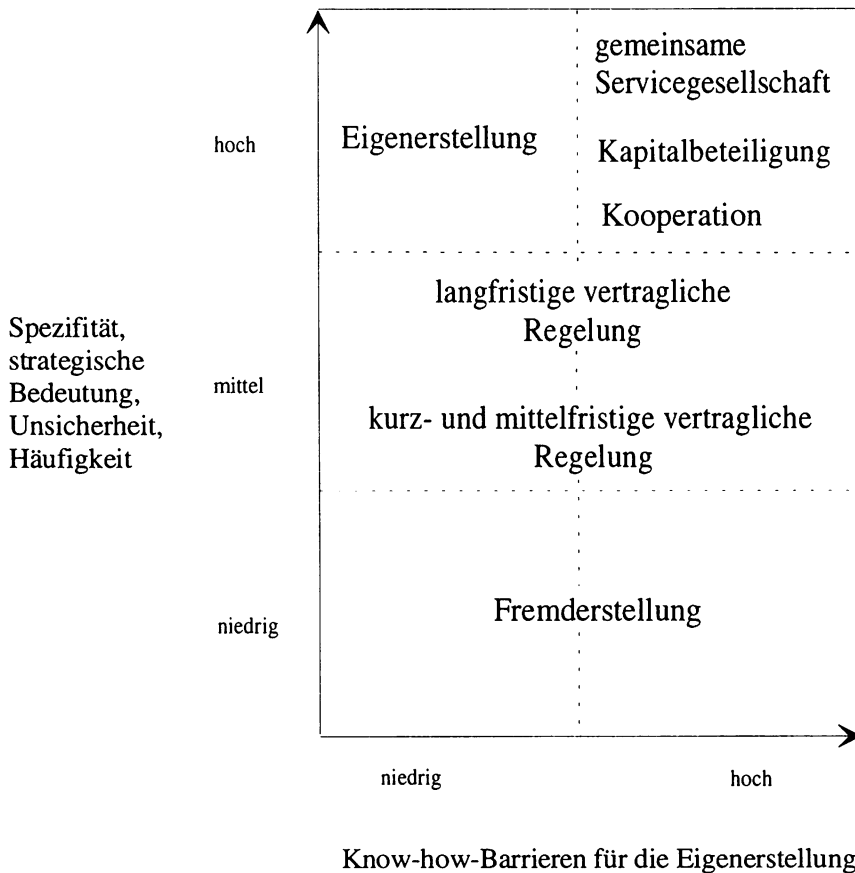 gemeinsame
Servicegesellschaft
hoch
Eigenerstellung
Kapitalbeteiligung
Kooperation
langfristige vertragliche
Regelung
Spezifität,
strategische
Bedeutung,
Unsicherheit,
Häufigkeit
mittel
kurz- und mittelfristige vertragliche
Regelung
niedrig
Fremderstellung
niedrig
hoch
Know-how-Barrieren für die Eigenerstellung